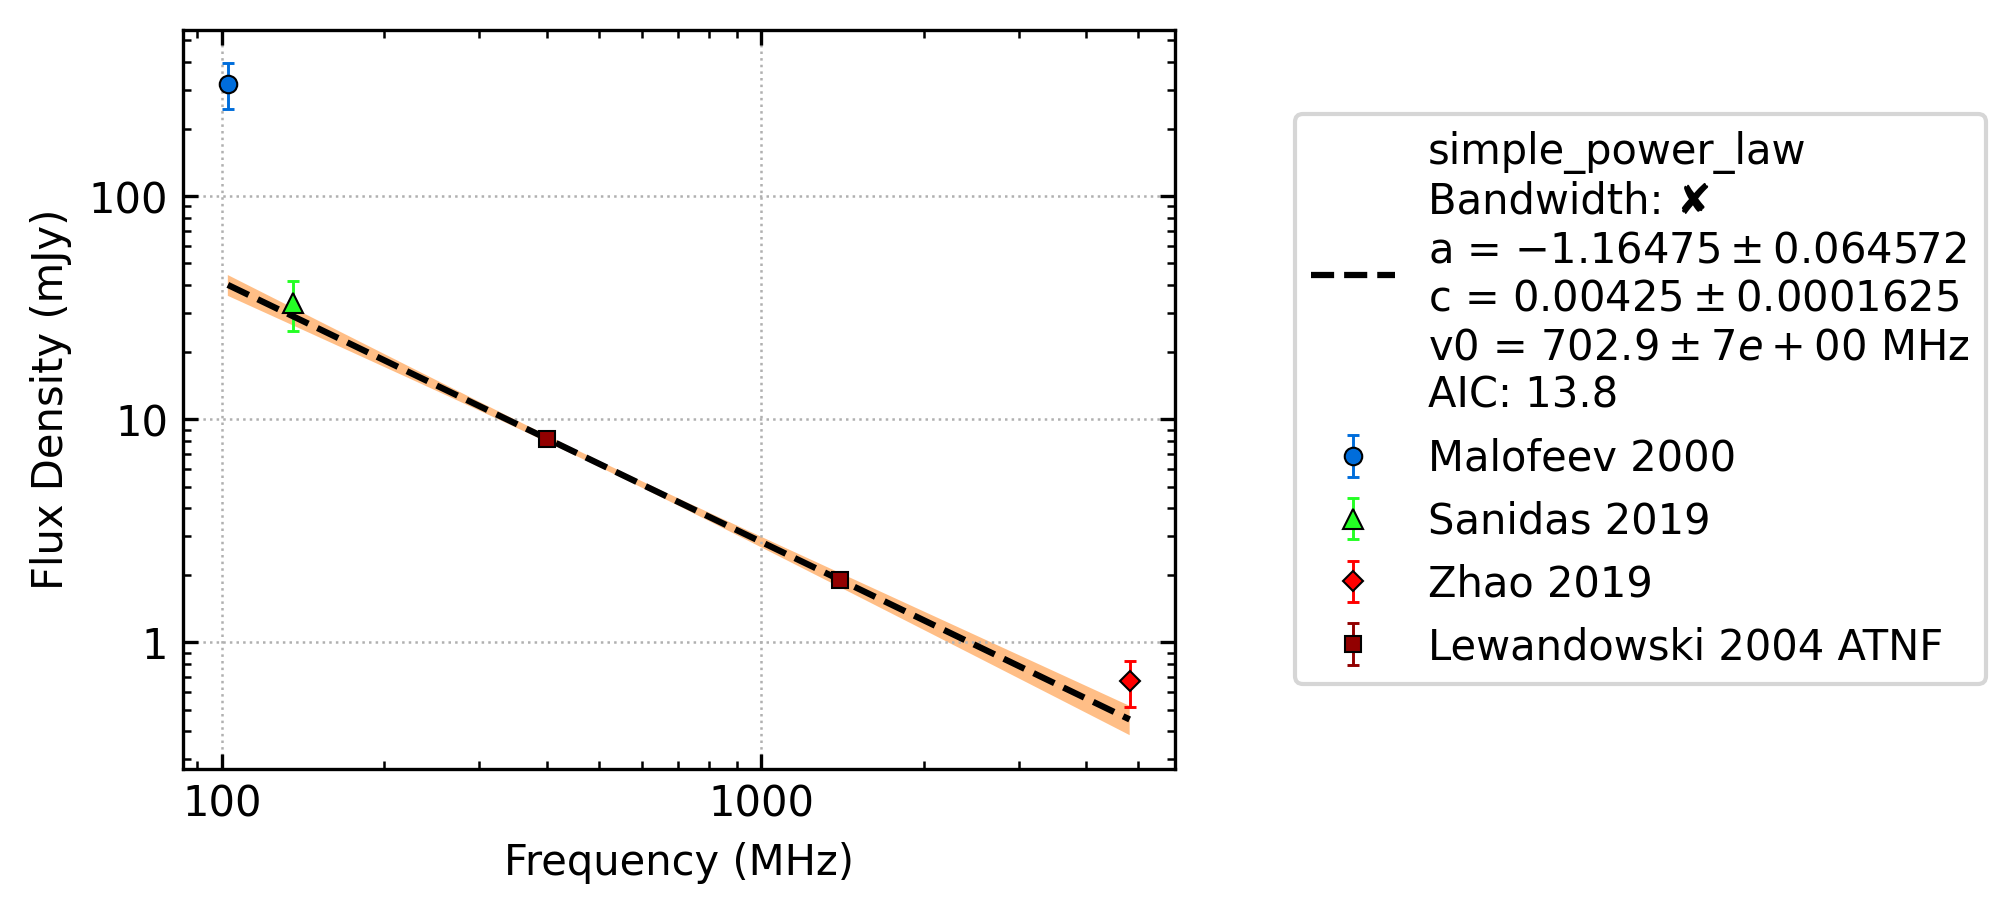 100
10
1
Flux Density (mJy)
100
1000
Frequency (MHz)
simple_power_law
Bandwidth: ✘
a = −1.16475 ± 0.064572
c = 0.00425 ± 0.0001625
v0 = 702.9 ± 7e + 00 MHz
AIC: 13.8
Malofeev 2000
Sanidas 2019
Zhao 2019
Lewandowski 2004 ATNF